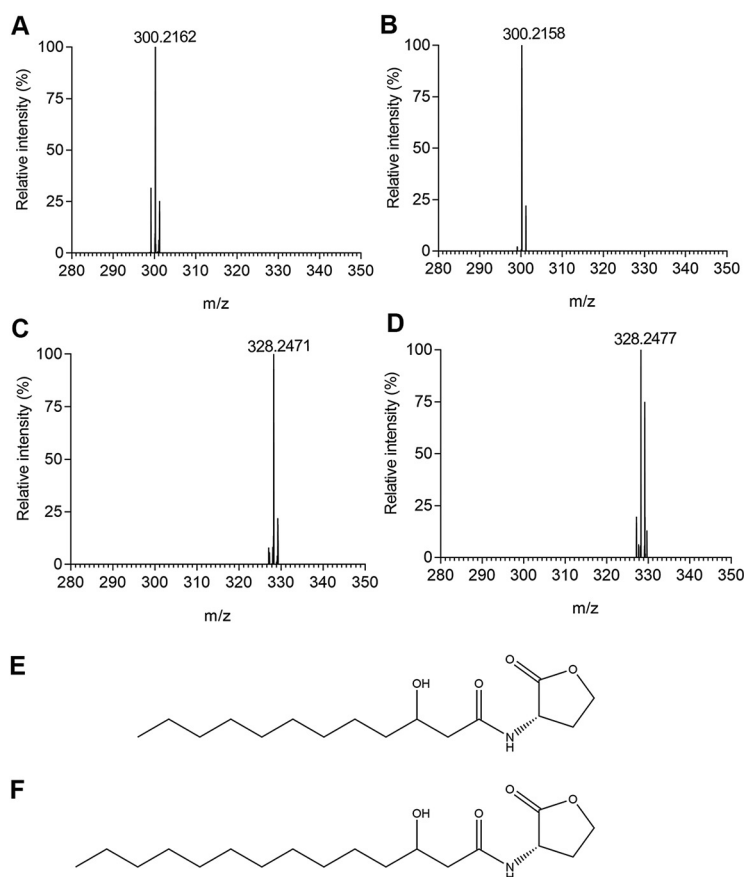 A
300.2162
100
75
50
25
0
Relative intensity (%)
280 290 300 310 320 330 340 350
m/z
B
300.2158
100
75
50
25
0
Relative intensity (%)
280 290 300 310 320 330 340 350
m/z
C
328.2471
100
75
50
25
0
Relative intensity (%)
280 290 300 310 320 330 340 350
m/z
D
328.2477
100
75
50
25
0
Relative intensity (%)
280 290 300 310 320 330 340 350
m/z
E
OH
O
O
O
N
H
F
OH
O
O
O
N
H